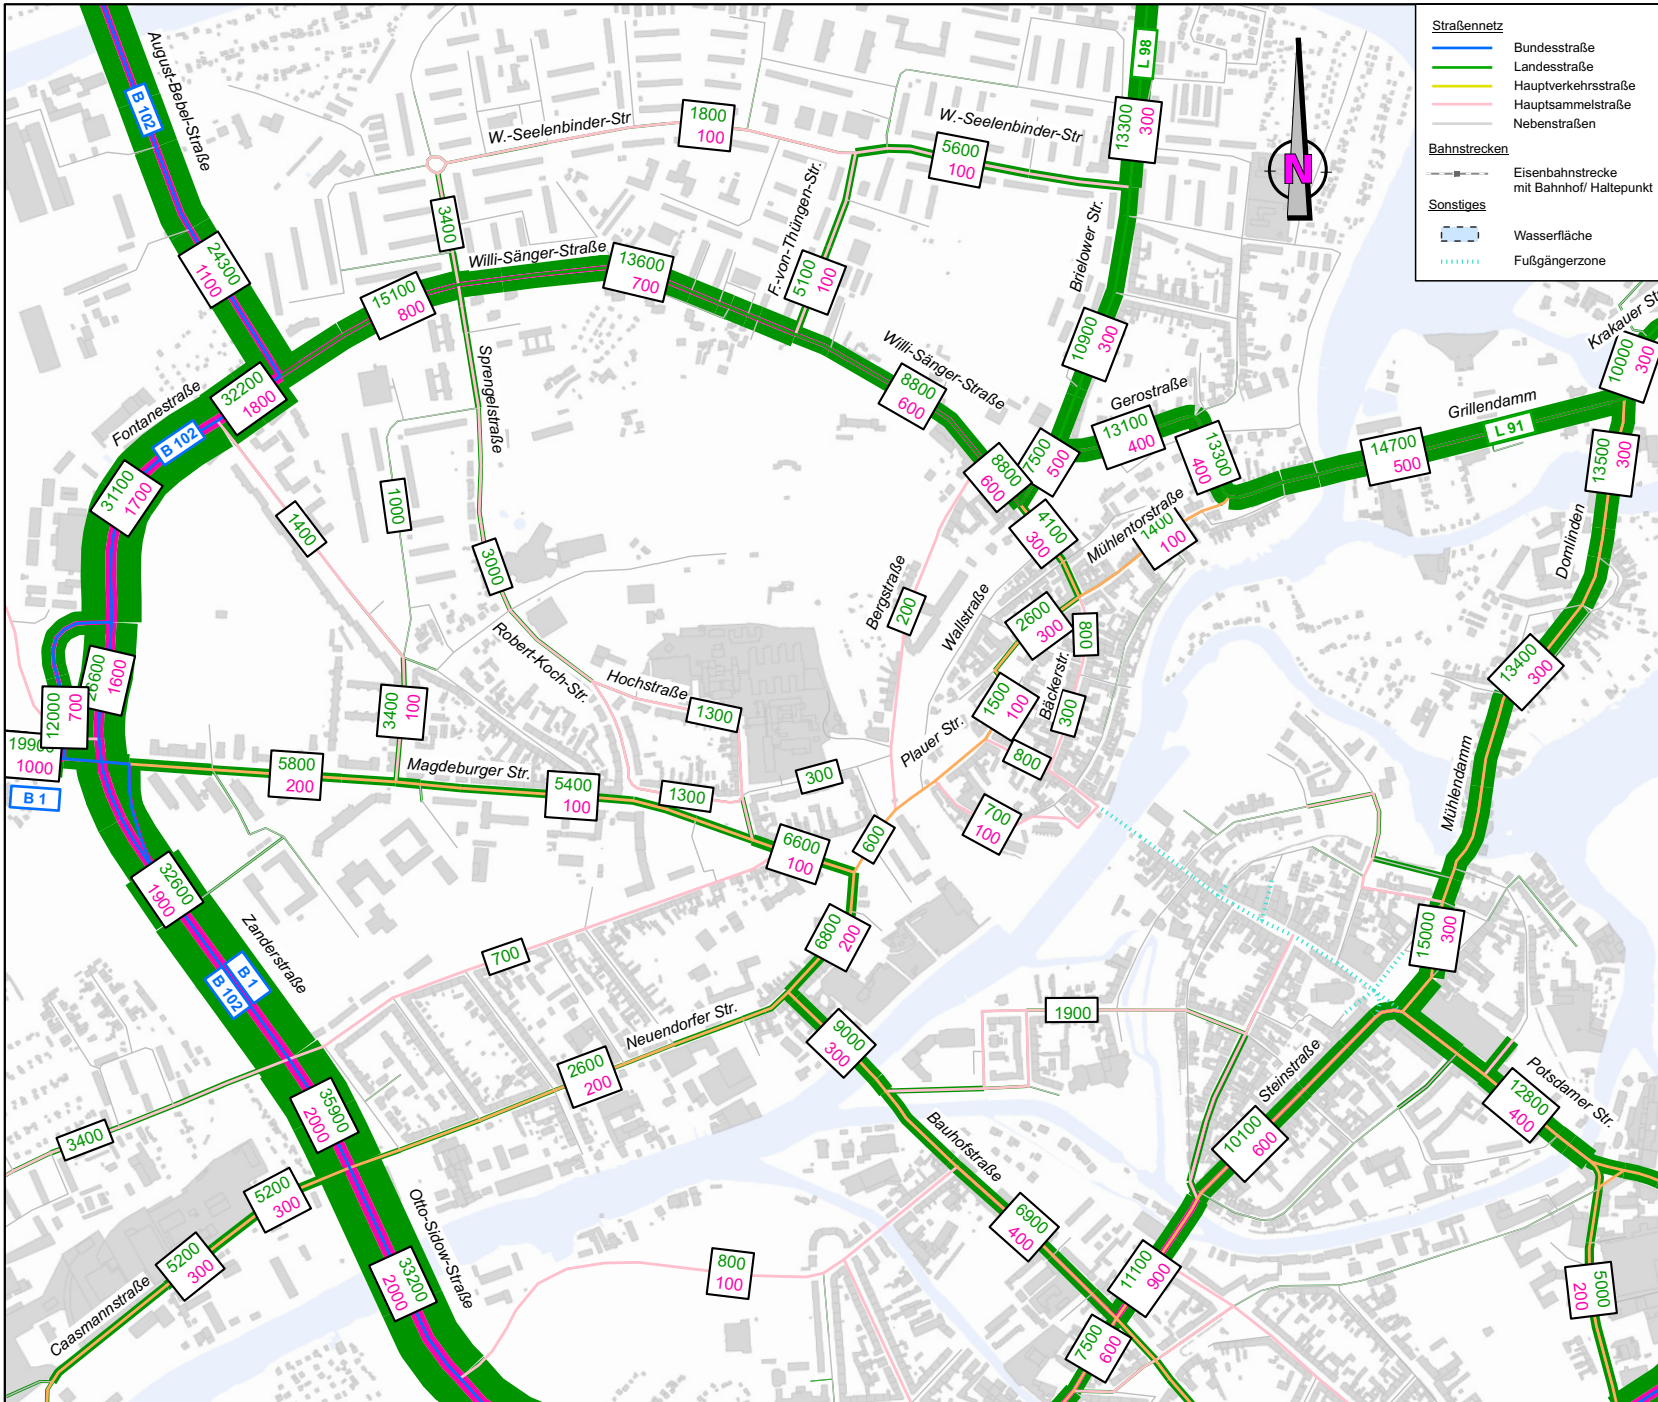 Straßennetz
Bundesstraße
Landesstraße
Hauptverkehrsstraße
Hauptsammelstraße
Nebenstraßen
Bahnstrecken
Eisenbahnstrecke
mit Bahnhof/ Haltepunkt
Sonstiges
Wasserfläche
Fußgängerzone
N
August-Bebel-Straße
B 102
L 98
W.-Seelenbinder-Str
1800
100
W.-Seelenbinder-Str
5600
100
13300
300
3400
24300
1100
Willi-Sänger-Straße
13600
700
15100
800
F.-von-Thüngen-Str.
5100
100
Brielower Str.
10900
300
Krakauer St
10000
300
Willi-Sänger-Straße
8800
600
Gerostraße
13100
400
Grillendamm
L 91
14700
500
Sprengelstraße
Fontanestraße
32200
1800
B 102
31100
1700
7500
500
8800
600
13300
400
13500
300
1400
1000
3000
4100
300
Mühlentorstraße
1400
100
Domlinden
Bergstraße
200
Wallstraße
2600
300
800
Robert-Koch-Str.
Hochstraße
1300
26600
1600
12000
700
19900
1000
B 1
3400
100
1500
100
Bäckerstr.
300
13400
300
Plauer Str.
800
Magdeburger Str.
5800
200
5400
100
1300
300
700
100
600
6600
100
Mühlendamm
32600
1900
6800
200
15000
300
Zanderstraße
B 1
B 102
700
Neuendorfer Str.
9000
300
1900
2600
200
Steinstraße
Potsdamer Str.
12800
400
35900
2000
3400
Bauhofstraße
10100
600
5200
300
Otto-Sidow-Straße
6900
400
5200
300
33200
2000
800
100
11100
900
5000
200
Caasmannstraße
7500
600